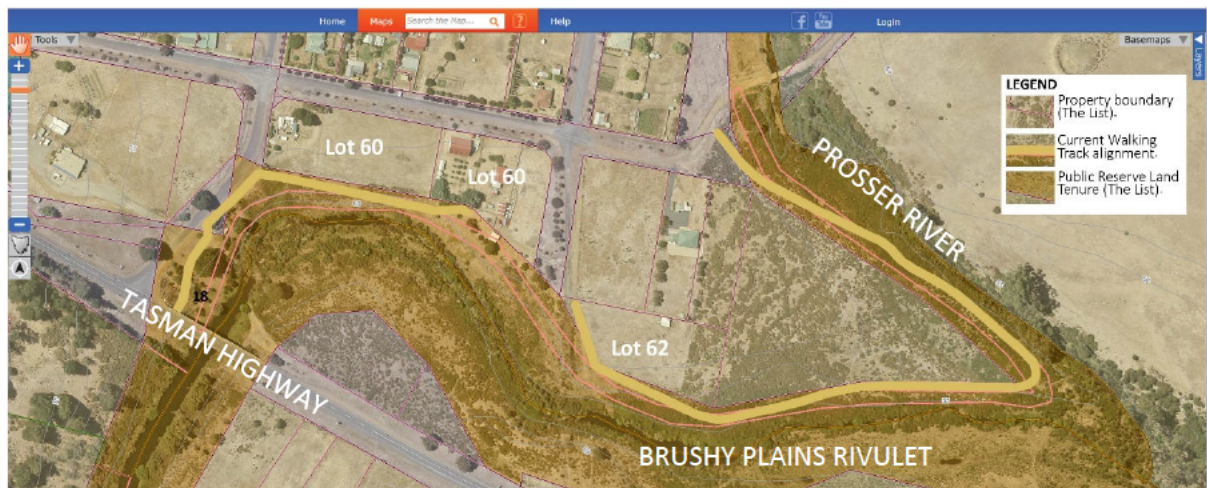 Home
Maps
Search the Map...
?
Help
f
You Tube
Login
Tools
Basemaps
Layers
LEGEND
Property boundary
(The List).
Current Walking
Track alignment.
Public Reserve Land
Tenure (The List).
Lot 60
Lot 60
PROSSER RIVER
18
TASMAN HIGHWAY
Lot 62
BRUSHY PLAINS RIVULET